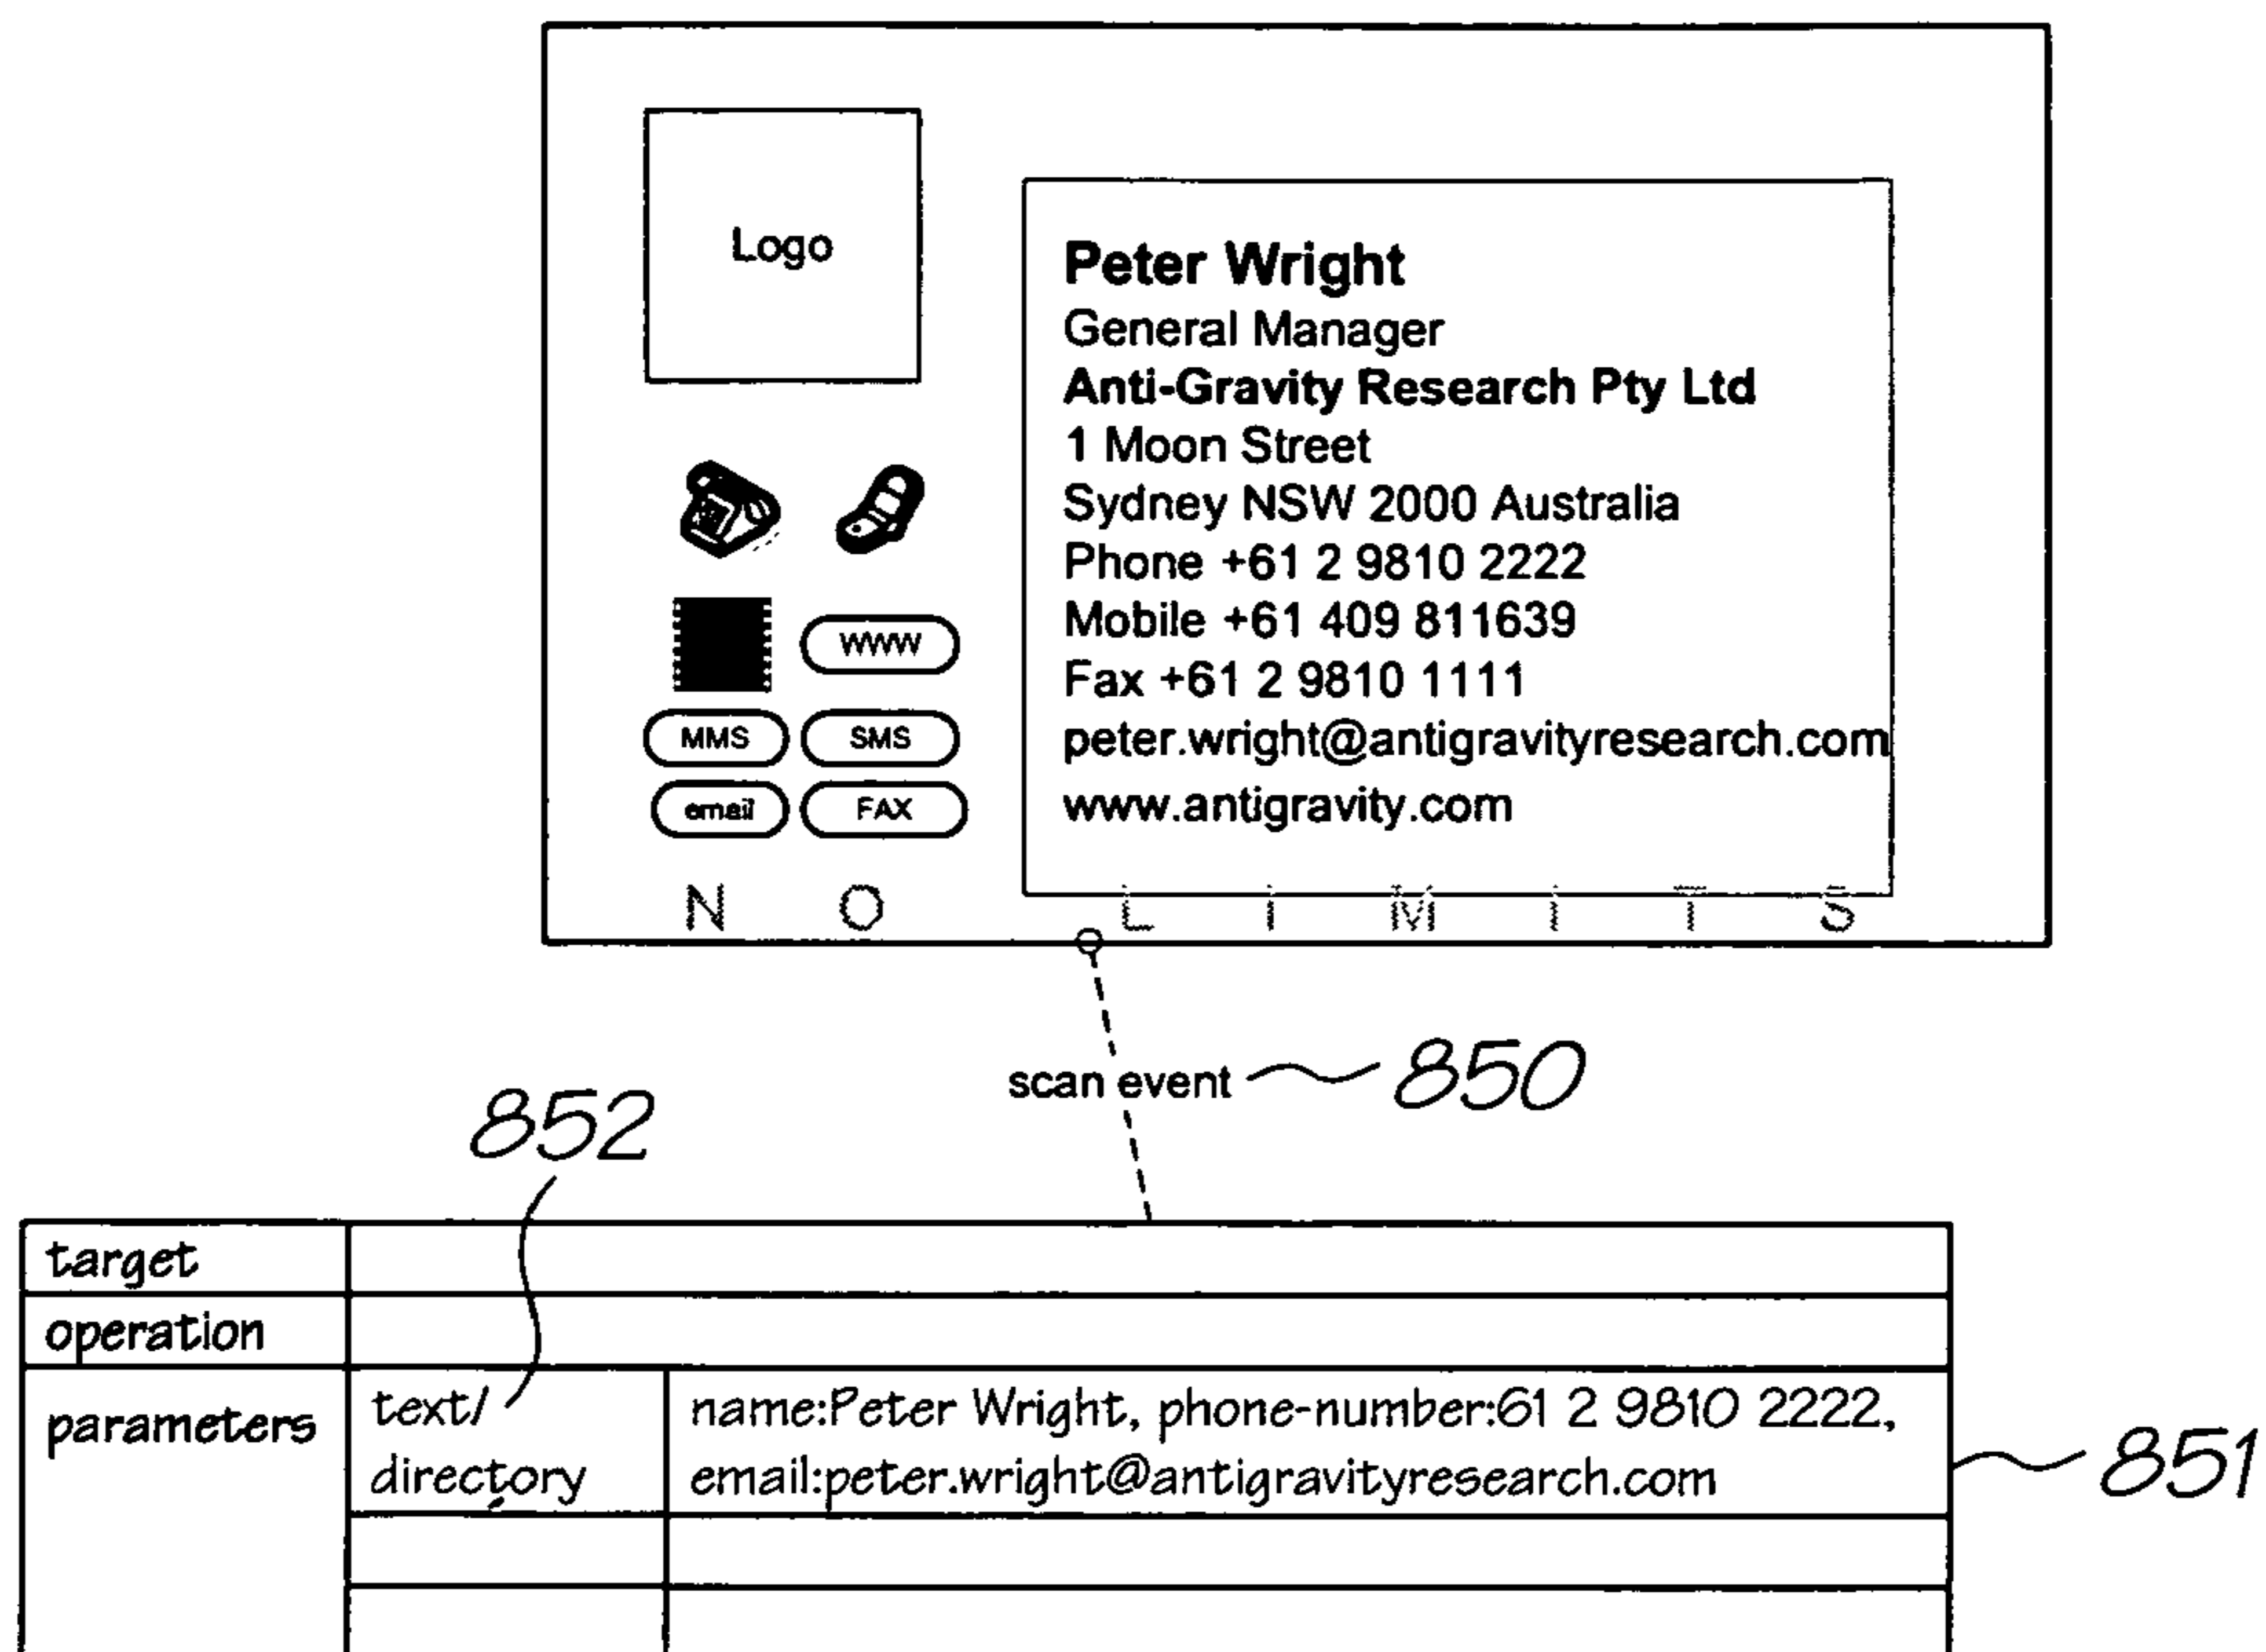 Logo
Peter Wright
General Manager
Anti-Gravity Research Pty Ltd
1 Moon Street
Sydney NSW 2000 Australia
Phone +61 2 9810 2222
Mobile +61 409 811639
Fax +61 2 9810 1111
peter.wright@antigravityresearch.com
www.antigravity.com
WWW
MMS SMS
email FAX
N O L I M I T S
scan event 850
852
target
operation
parameters
text/
directory
name:Peter Wright, phone-number:61 2 9810 2222,
email:peter.wright@antigravityresearch.com
851